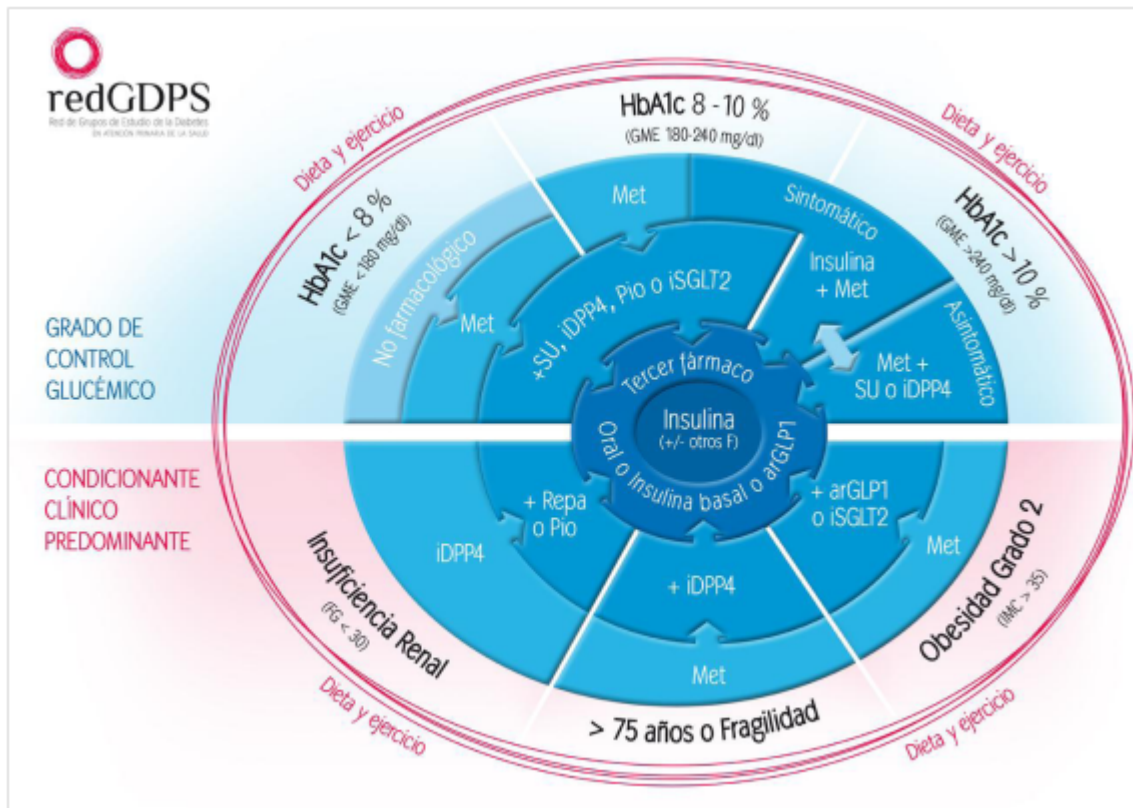 redGDPS
Red de Grupos de Estudio de la Diabetes
EN ATENCIÓN PRIMARIA DE LA SALUD
GRADO DE
CONTROL
GLUCÉMICO
Dieta y ejercicio
HbA1c < 8 %
(GME <180 mg/dl)
No farmacológico
Met
HbA1c 8 - 10 %
(GME 180-240 mg/dl)
Met
+SU, iDPP4, Pio o iSGLT2
Dieta y ejercicio
HbA1c > 10 %
(GME >240 mg/dl)
Sintomático
Insulina
+ Met
Asintomático
Met +
SU o iDPP4
Tercer fármaco
Insulina
(+/- otros F)
Oral o Insulina basal o arGLP1
CONDICIONANTE
CLÍNICO
PREDOMINANTE
iDPP4
+ Repa
o Pio
Insuficiencia Renal
(FG < 30)
Dieta y ejercicio
+ iDPP4
Met
> 75 años o Fragilidad
+ arGLP1
o iSGLT2
Met
Obesidad Grado 2
(IMC > 35)
Dieta y ejercicio